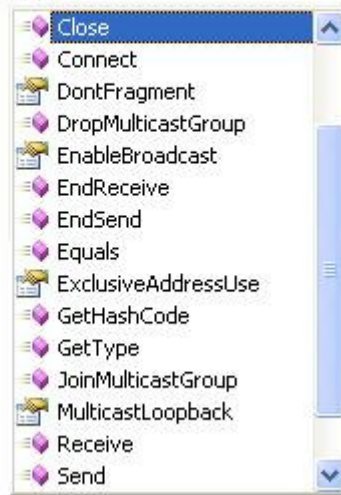 Close
Connect
DontFragment
DropMulticastGroup
EnableBroadcast
EndReceive
EndSend
Equals
ExclusiveAddressUse
GetHashCode
GetType
JoinMulticastGroup
MulticastLoopback
Receive
Send